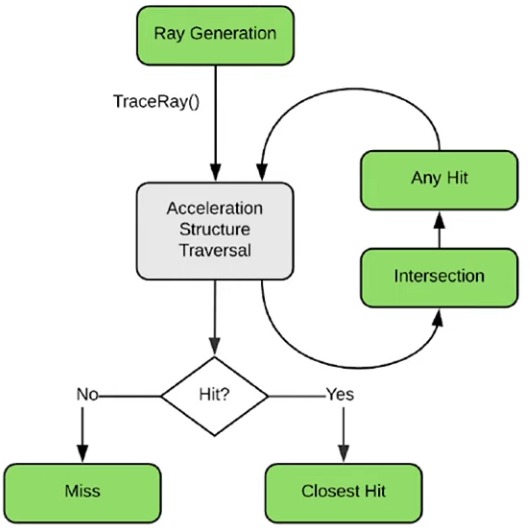 Ray Generation
TraceRay()
Acceleration
Structure
Traversal
Any Hit
Intersection
Hit?
No
Yes
Miss
Closest Hit